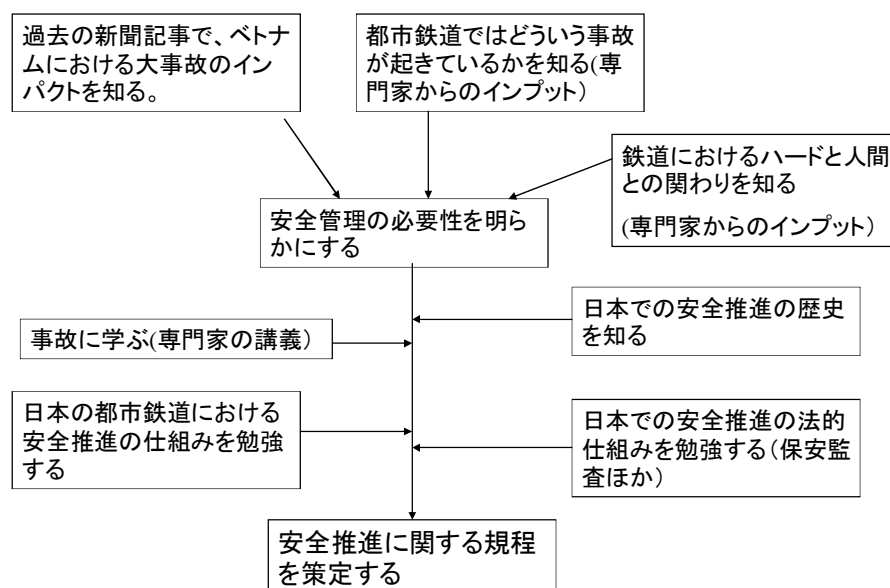 過去の新聞記事で、ベトナ
ムにおける大事故のイン
パクトを知る。
都市鉄道ではどういう事故
が起きているかを知る(専
門家からのインプット）
鉄道におけるハードと人間
との関わりを知る
(専門家からのインプット）
安全管理の必要性を明ら
かにする
日本での安全推進の歴史
を知る
事故に学ぶ(専門家の講義）
日本の都市鉄道における
安全推進の仕組みを勉強
する
日本での安全推進の法的
仕組みを勉強する（保安監
査ほか）
安全推進に関する規程
を策定する